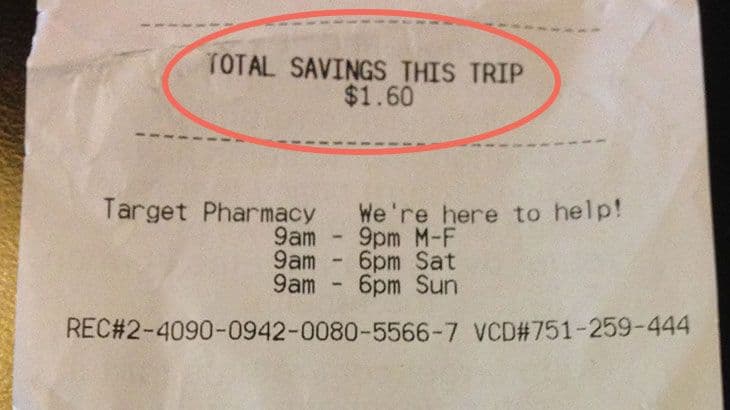 TOTAL SAVINGS THIS TRIP
$1.60
Target Pharmacy We're here to help!
9am - 9pm M-F
9am - 6pm Sat
9am - 6pm Sun
REC#2-4090-0942-0080-5566-7 VCD#751-259-444